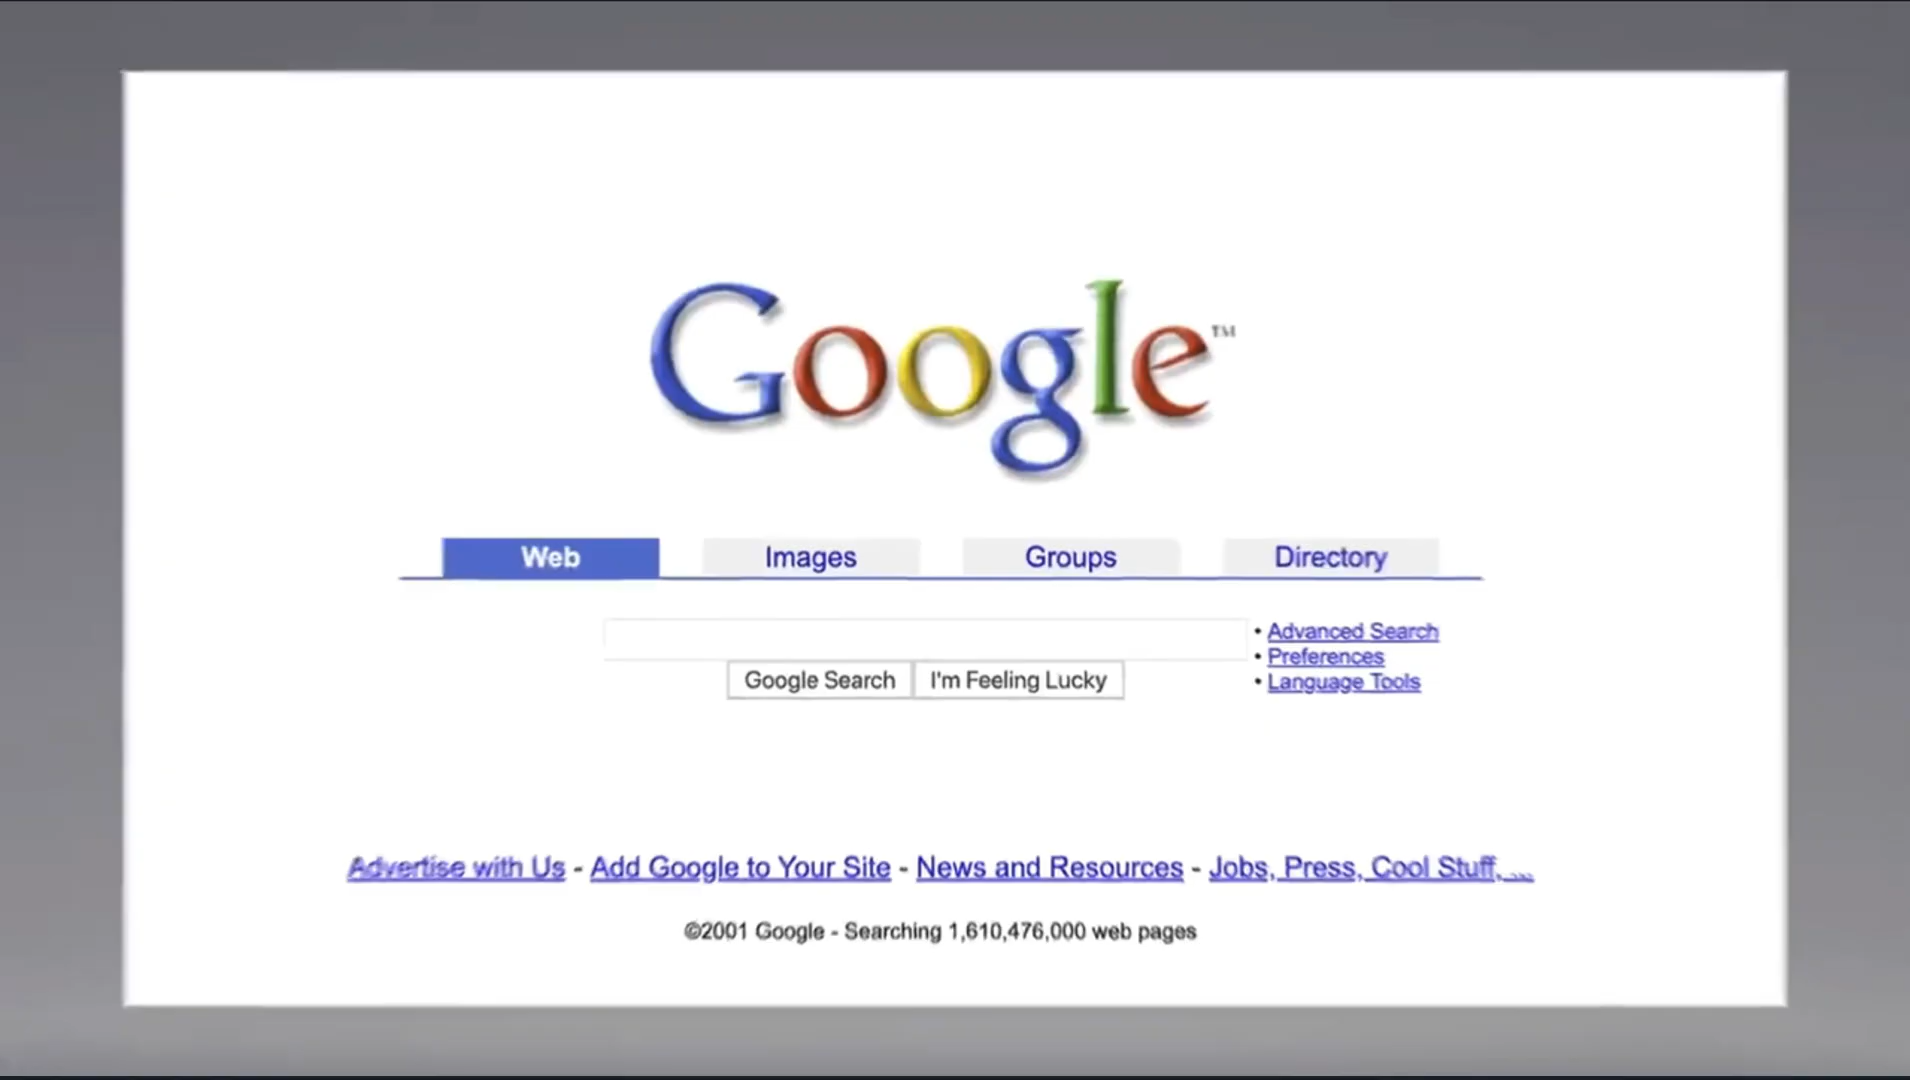 Google™
Web Images Groups Directory
• Advanced Search
• Preferences
• Language Tools
Google Search I'm Feeling Lucky
Advertise with Us - Add Google to Your Site - News and Resources - Jobs, Press, Cool Stuff, ...
©2001 Google - Searching 1,610,476,000 web pages